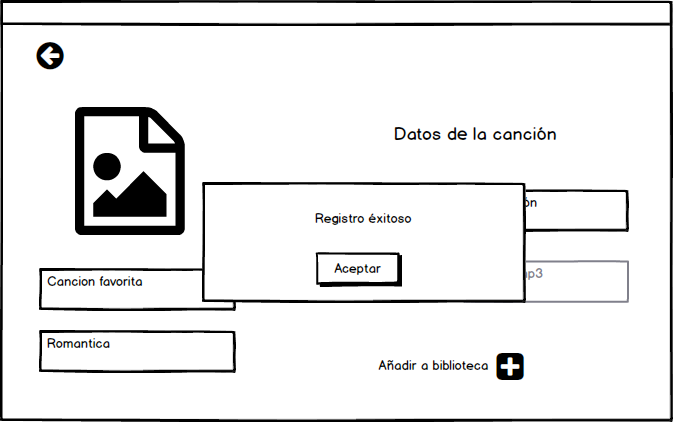 Datos de la canción
ón
Registro éxitoso
Aceptar
p3
Cancion favorita
Romantica
Añadir a biblioteca